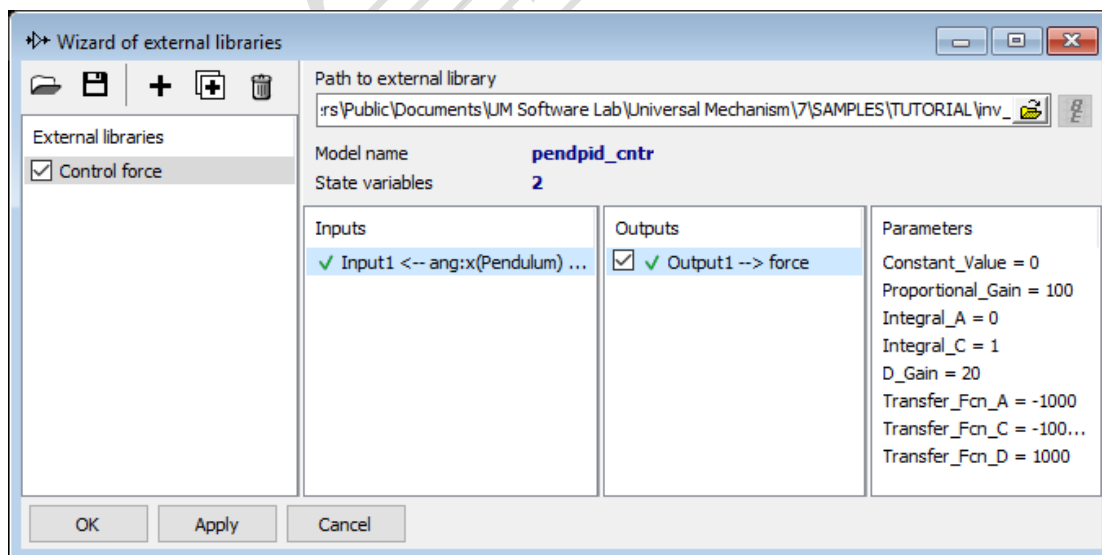 Wizard of external libraries
Path to external library
:rs\Public\Documents\UM Software Lab\Universal Mechanism\7\SAMPLES\TUTORIAL\inv_
External libraries
Control force
Model name pendpid_cntr
State variables 2
Inputs
Input1 <-- ang:x(Pendulum) ...
Outputs
Output1 --> force
Parameters
Constant_Value = 0
Proportional_Gain = 100
Integral_A = 0
Integral_C = 1
D_Gain = 20
Transfer_Fcn_A = -1000
Transfer_Fcn_C = -100...
Transfer_Fcn_D = 1000
OK Apply Cancel